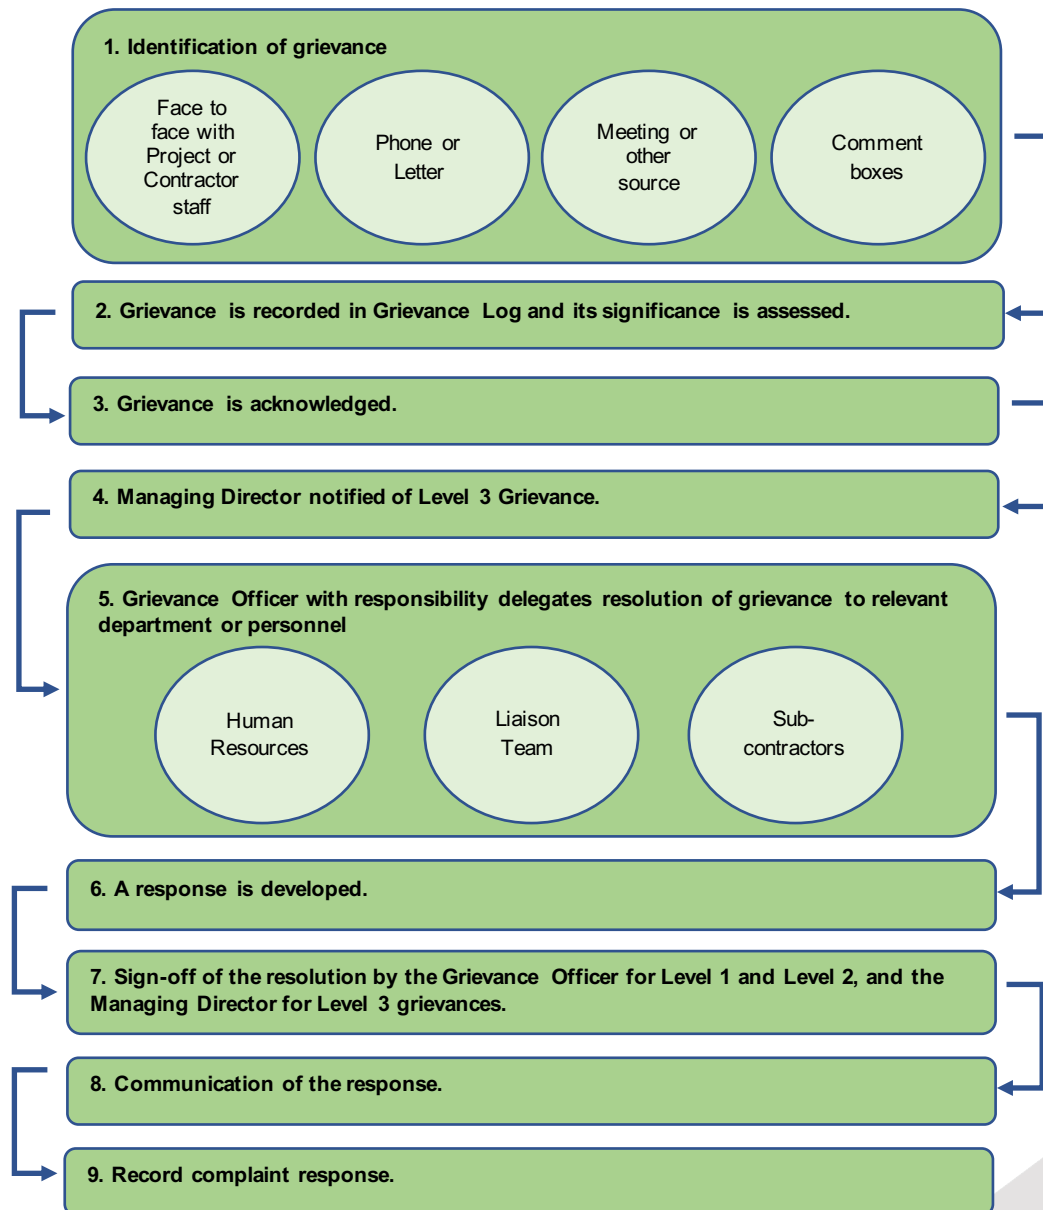 1. Identification of grievance
Face to
face with
Project or
Contractor
staff
Phone or
Letter
Meeting or
other
source
Comment
boxes
2. Grievance is recorded in Grievance Log and its significance is assessed.
3. Grievance is acknowledged.
4. Managing Director notified of Level 3 Grievance.
5. Grievance Officer with responsibility delegates resolution of grievance to relevant
department or personnel
Human
Resources
Liaison
Team
Sub-
contractors
6. A response is developed.
7. Sign-off of the resolution by the Grievance Officer for Level 1 and Level 2, and the
Managing Director for Level 3 grievances.
8. Communication of the response.
9. Record complaint response.